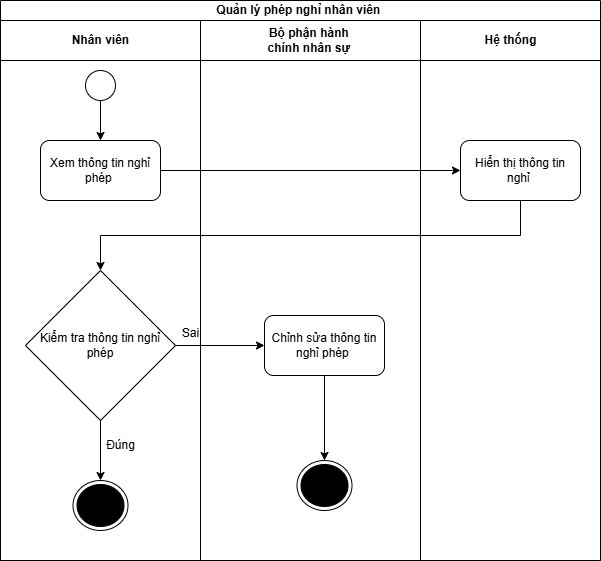 Quản lý phép nghỉ nhân viên
Nhân viên
Bộ phận hành
chính nhân sự
Hệ thống
Xem thông tin nghỉ
phép
Hiển thị thông tin
nghỉ
Kiểm tra thông tin nghỉ
phép
Sai
Chỉnh sửa thông tin
nghỉ phép
Đúng